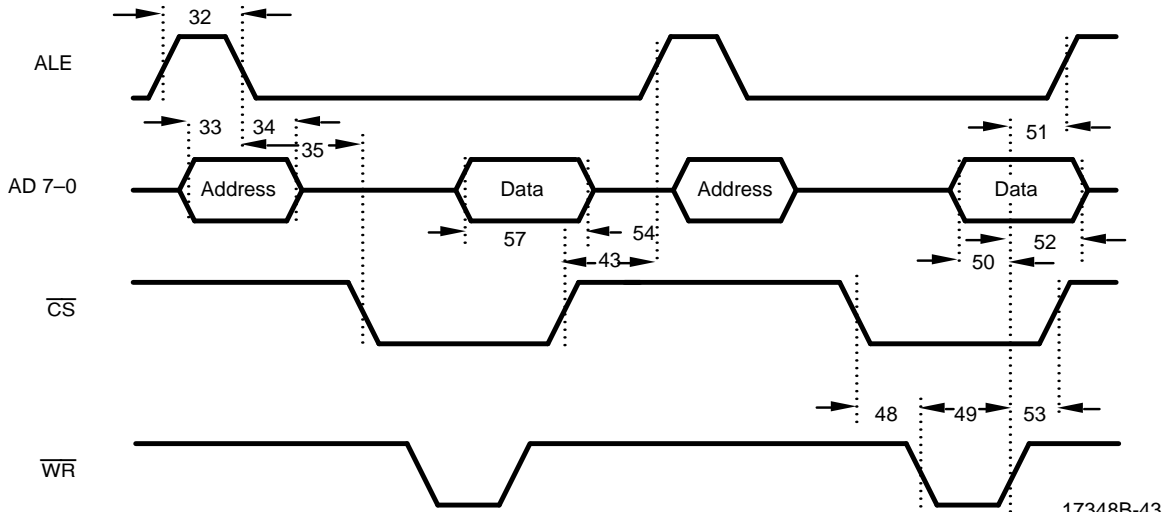 32
ALE
33
34
51
35
AD 7–0
Address
Data
Address
Data
57
54
52
43
50
CS
48
49
53
WR
17348B-43